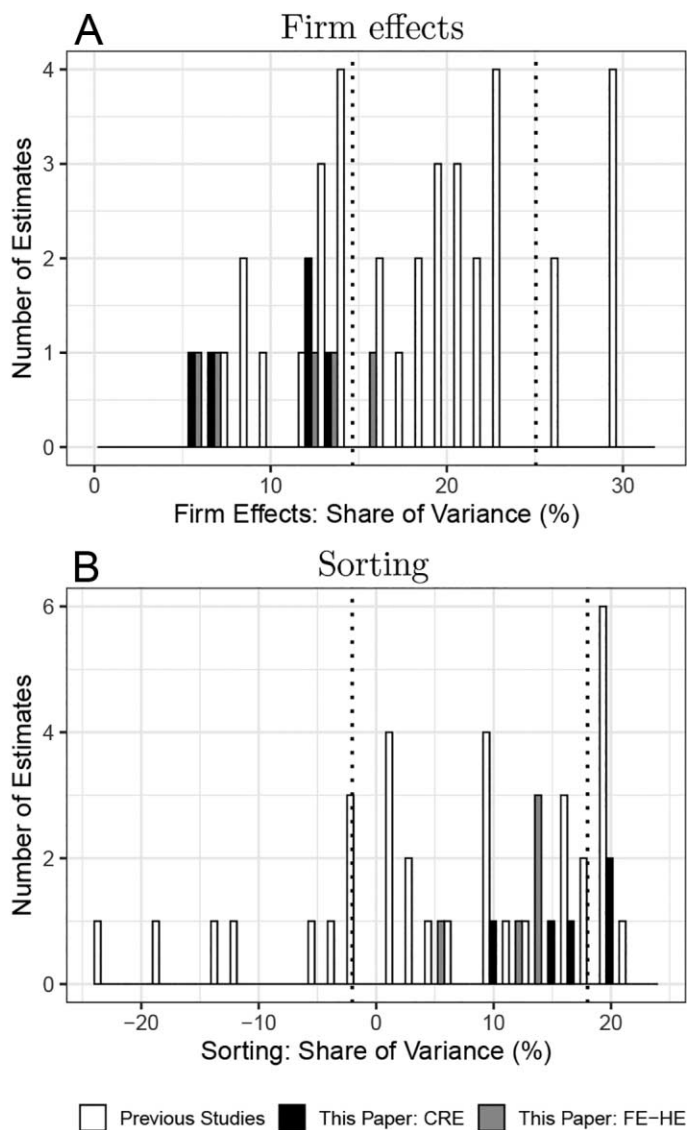 A Firm effects
4
3
2
1
0
Number of Estimates
0 10 20 30
Firm Effects: Share of Variance (%)
B Sorting
6
4
2
0
Number of Estimates
−20 −10 0 10 20
Sorting: Share of Variance (%)
Previous Studies This Paper: CRE This Paper: FE-HE